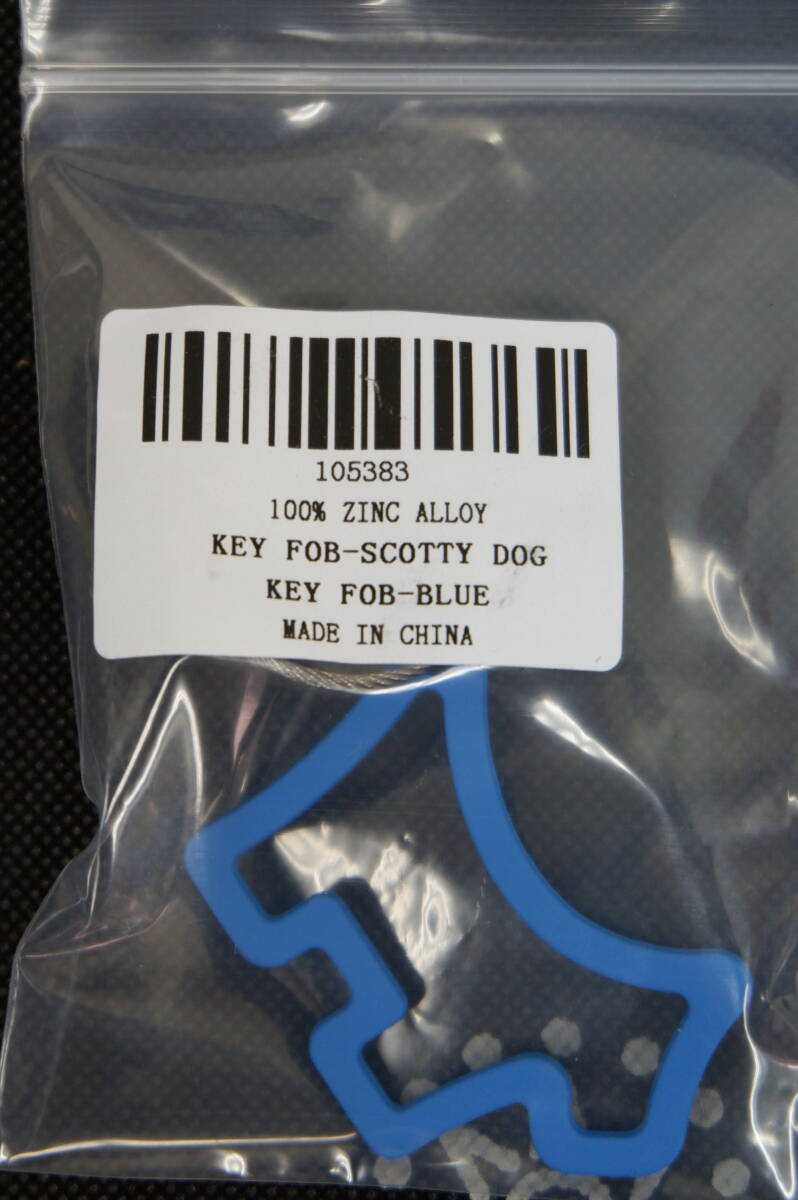 105383
100% ZINC ALLOY
KEY FOB-SCOTTY DOG
KEY FOB-BLUE
MADE IN CHINA